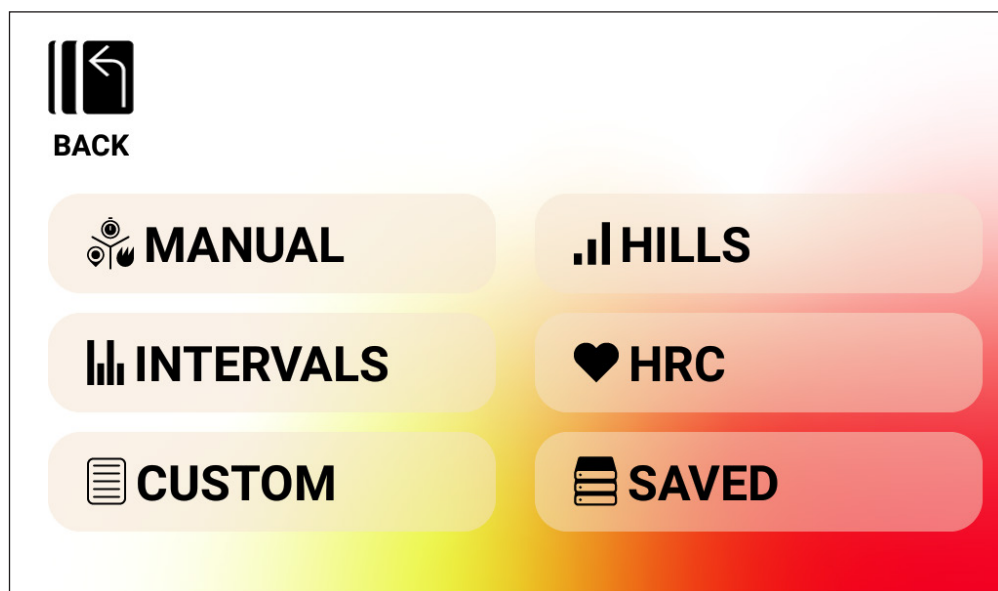 BACK
MANUAL
HILLS
INTERVALS
HRC
CUSTOM
SAVED